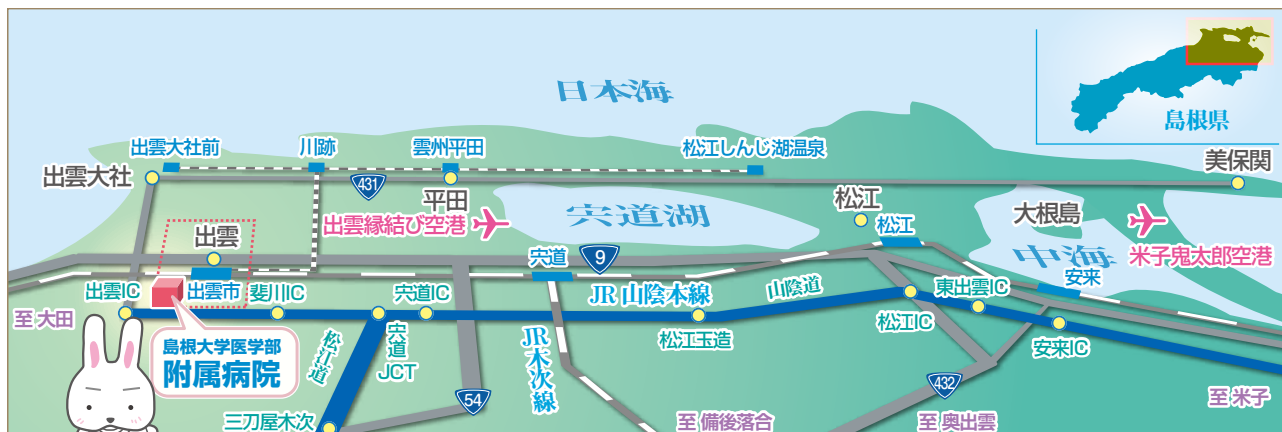 日本海
島根県
出雲大社前
川跡
雲州平田
松江しんじ湖温泉
出雲大社
431
平田
美保関
出雲縁結び空港
宍道湖
松江
松江
大根島
米子鬼太郎空港
中海
出雲
宍道
9
安来
出雲IC
出雲市
斐川IC
宍道IC
JR山陰本線
山陰道
東出雲IC
至 大田
松江IC
松江玉造
安来IC
島根大学医学部
附属病院
松江道
宍道
JCT
JR木次線
54
432
至 米子
三刀屋木次
至 備後落合
至 奥出雲